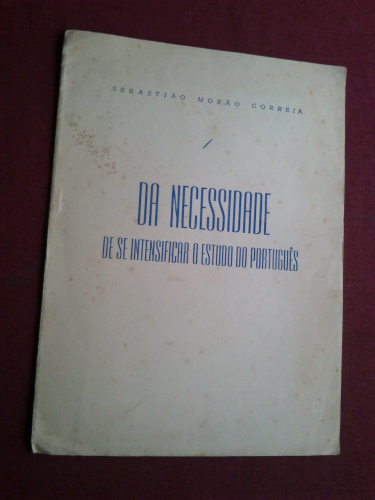 SEBASTIÃO MORÃO CORREIA
DA NECESSIDADE
DE SE INTENSIFICAR O ESTUDO DO PORTUGUÊS